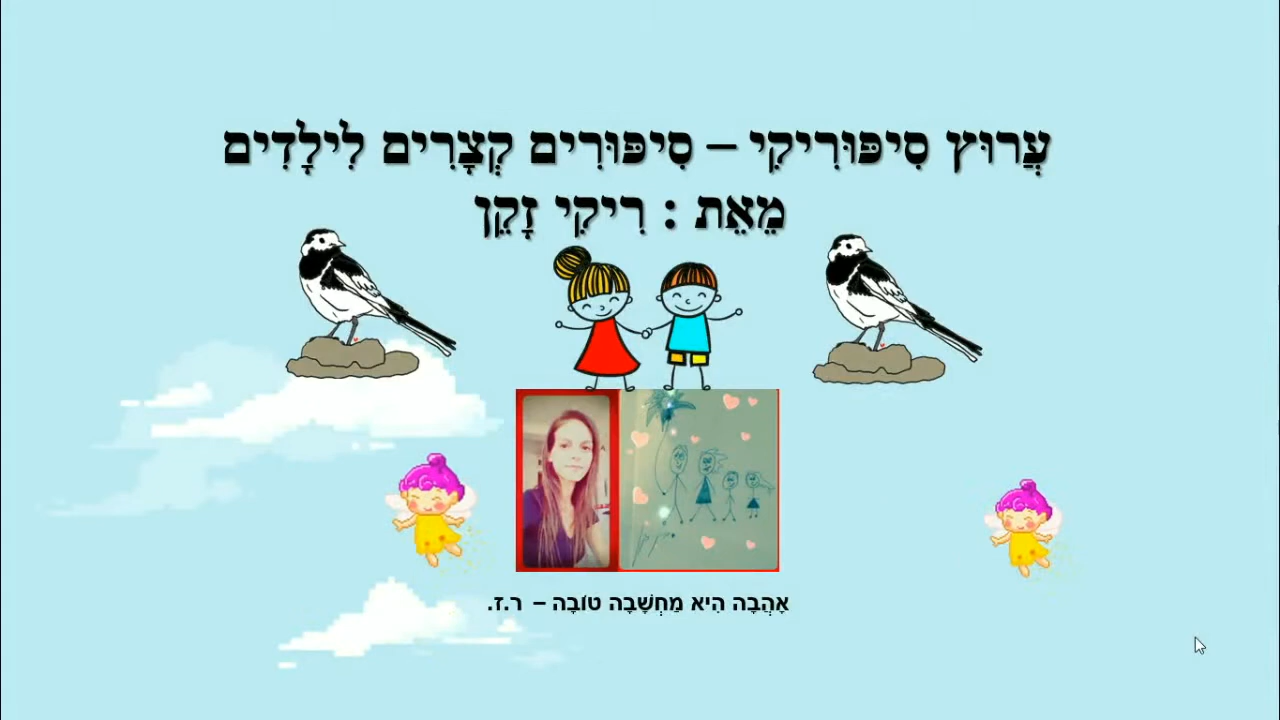 עֲרוּץ סִיפּוּרִיקִי – סִיפּוּרִים קְצָרִים לִילָדִים
מֵאֵת : רִיקִי זָקֵן
אָהֲבָה הִיא מַחְשָׁבָה טוֹבָה – ר.ז.